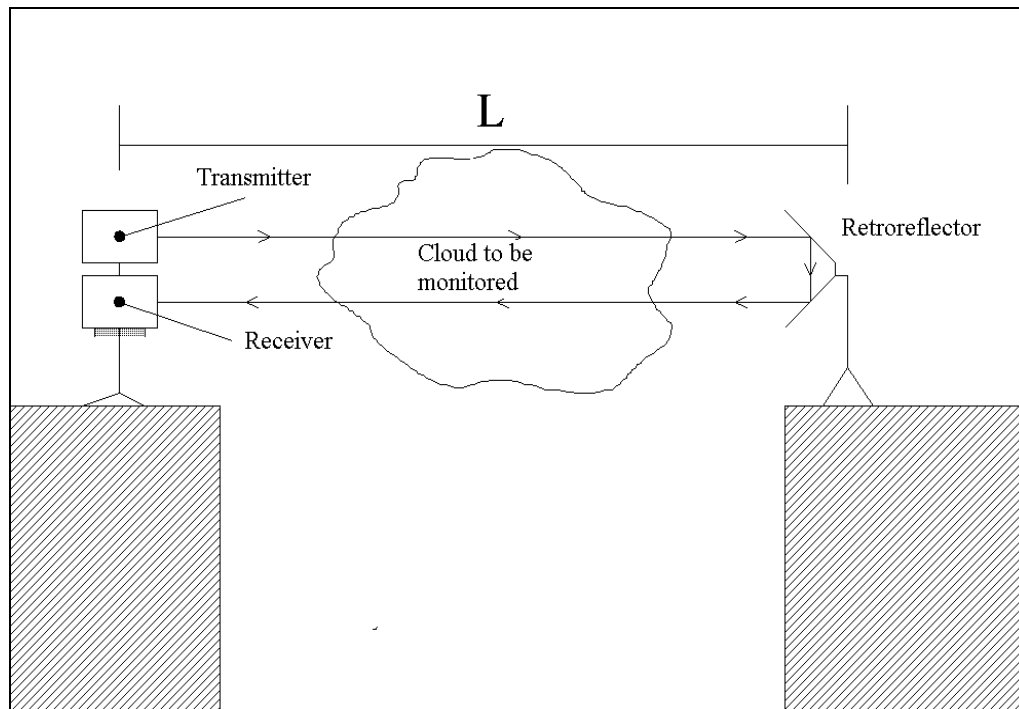 L
Transmitter
Retroreflector
Cloud to be
monitored
Receiver